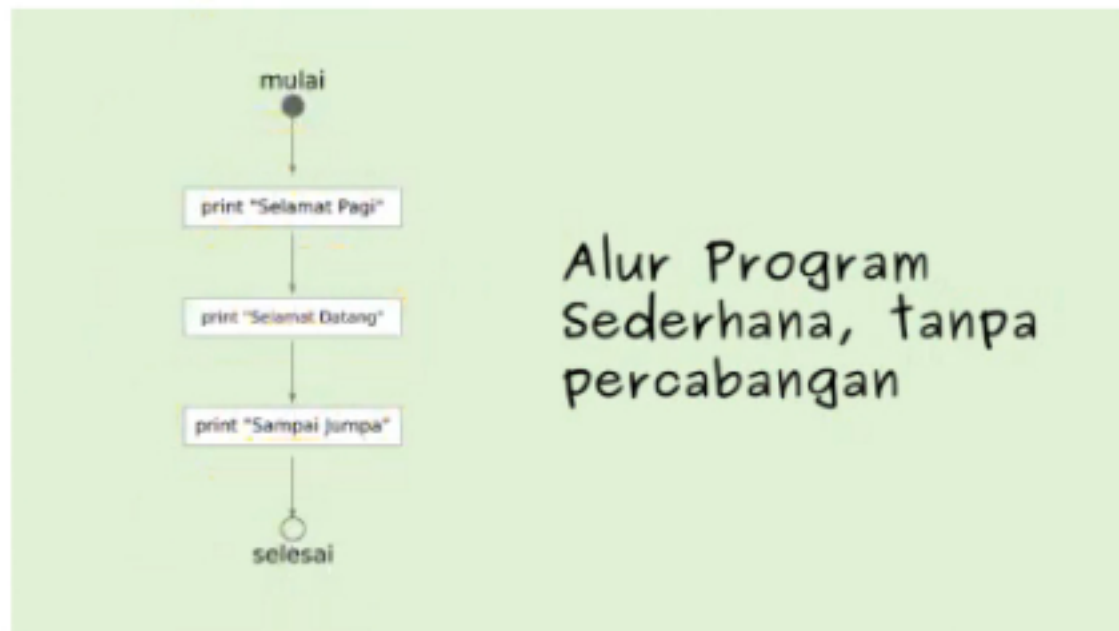 mulai
print "Selamat Pagi"
print "Selamat Datang"
print "Sampai Jumpa"
selesai
Alur Program
Sederhana, tanpa
percabangan